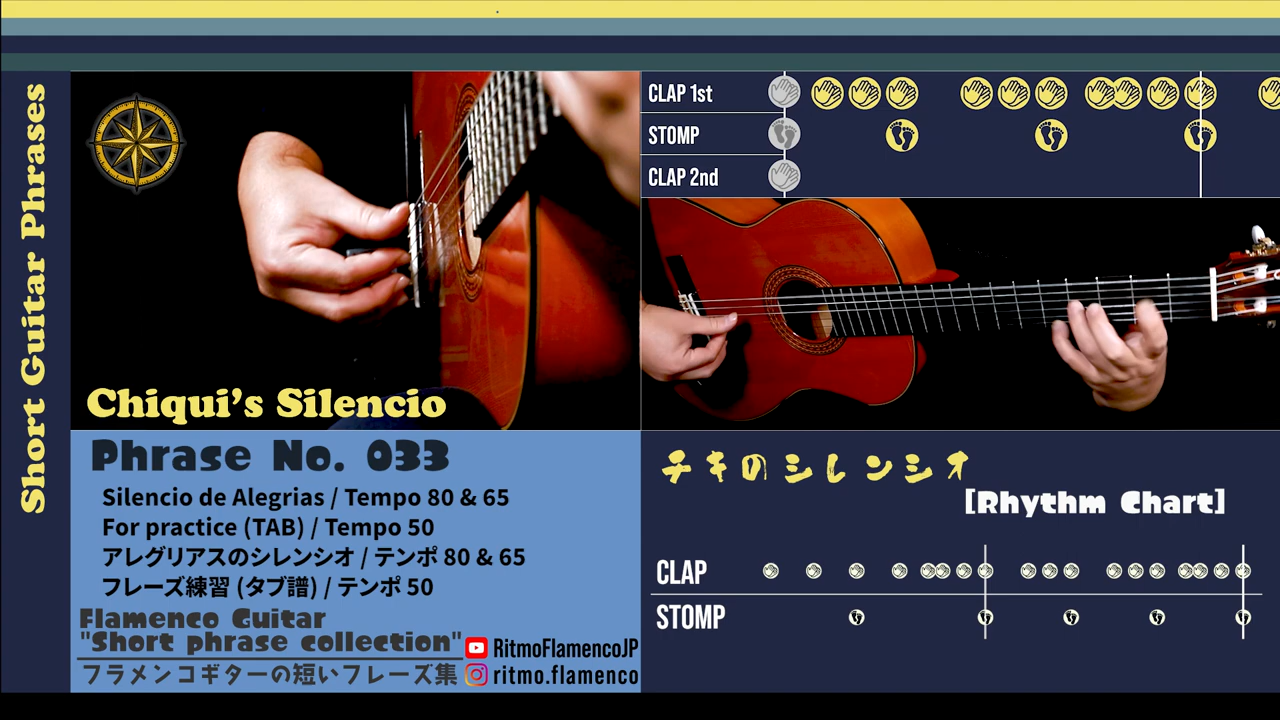 Short Guitar Phrases
Chiqui's Silencio
CLAP 1st
STOMP
CLAP 2nd
Phrase No. 033
Silencio de Alegrias / Tempo 80 & 65
For practice (TAB) / Tempo 50
アレグリアスのシレンシオ / テンポ 80 & 65
フレーズ練習 (タブ譜) / テンポ 50
Flamenco Guitar
"Short phrase collection"
フラメンコギターの短いフレーズ集
RitmoFlamencoJP
ritmo.flamenco
チキのシレンシオ
[Rhythm Chart]
CLAP
STOMP